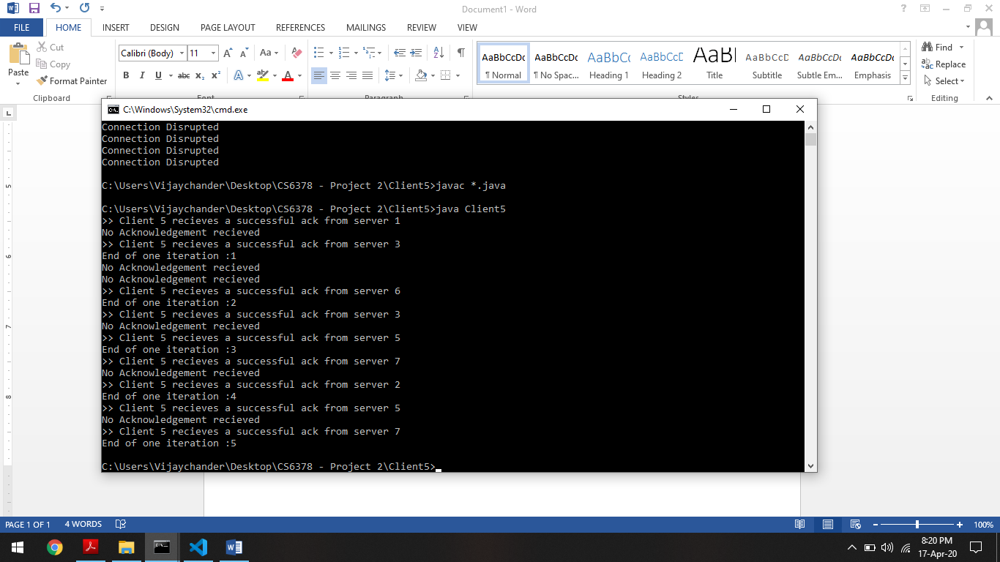 Document1 - Word
FILE HOME INSERT DESIGN PAGE LAYOUT REFERENCES MAILINGS REVIEW VIEW
Paste
Cut
Copy
Format Painter
Clipboard
Calibri (Body) 11
Font
Paragraph
AaBbCcDc AaBbCcDc AaBbCc AaBbCcD AaBl AaBbCcD AaBbCcDc AaBbCcDc
¶ Normal ¶ No Spac... Heading 1 Heading 2 Title Subtitle Subtle Em... Emphasis
Styles
Find
Replace
Select
Editing
C:\Windows\System32\cmd.exe
Connection Disrupted
Connection Disrupted
Connection Disrupted
Connection Disrupted
C:\Users\Vijaychander\Desktop\CS6378 - Project 2\Client5>javac *.java
C:\Users\Vijaychander\Desktop\CS6378 - Project 2\Client5>java Client5
>> Client 5 recieves a successful ack from server 1
No Acknowledgement recieved
>> Client 5 recieves a successful ack from server 3
End of one iteration :1
No Acknowledgement recieved
No Acknowledgement recieved
>> Client 5 recieves a successful ack from server 6
End of one iteration :2
>> Client 5 recieves a successful ack from server 3
No Acknowledgement recieved
>> Client 5 recieves a successful ack from server 5
End of one iteration :3
>> Client 5 recieves a successful ack from server 7
No Acknowledgement recieved
>> Client 5 recieves a successful ack from server 2
End of one iteration :4
>> Client 5 recieves a successful ack from server 5
No Acknowledgement recieved
>> Client 5 recieves a successful ack from server 7
End of one iteration :5
C:\Users\Vijaychander\Desktop\CS6378 - Project 2\Client5>
5
6
7
8
PAGE 1 OF 1 4 WORDS 100%
8:20 PM
17-Apr-20